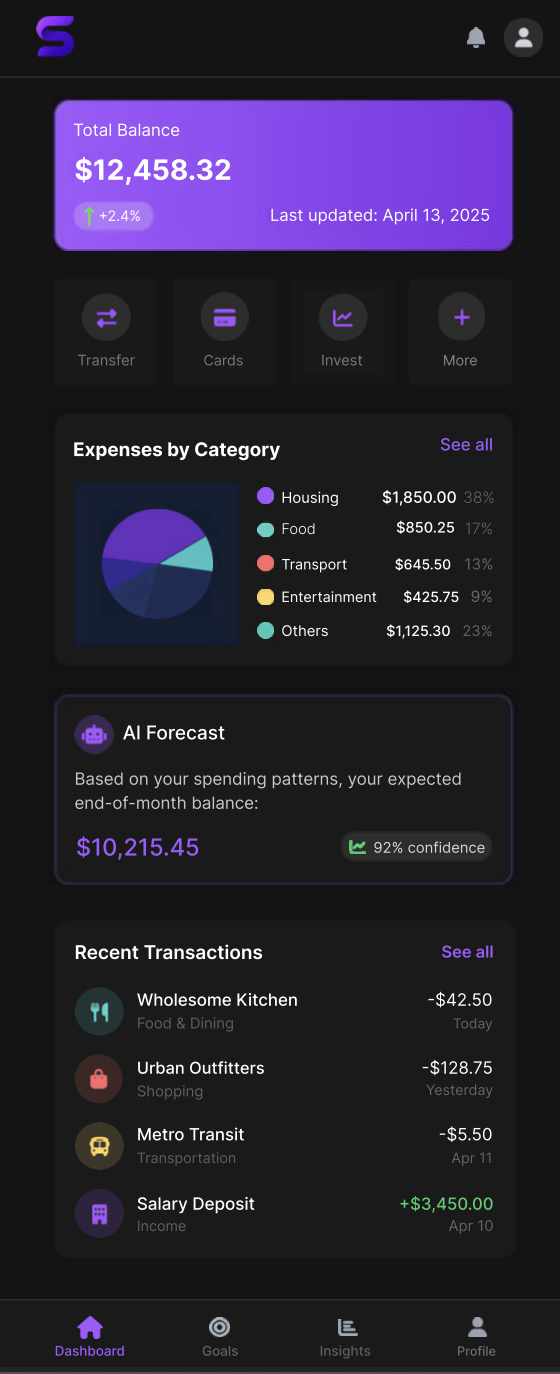 Total Balance
$12,458.32
+2.4%
Last updated: April 13, 2025
Transfer
Cards
Invest
More
Expenses by Category
See all
Housing $1,850.00 38%
Food $850.25 17%
Transport $645.50 13%
Entertainment $425.75 9%
Others $1,125.30 23%
AI Forecast
Based on your spending patterns, your expected
end-of-month balance:
$10,215.45
92% confidence
Recent Transactions
See all
Wholesome Kitchen -$42.50
Food & Dining Today
Urban Outfitters -$128.75
Shopping Yesterday
Metro Transit -$5.50
Transportation Apr 11
Salary Deposit +$3,450.00
Income Apr 10
Dashboard
Goals
Insights
Profile